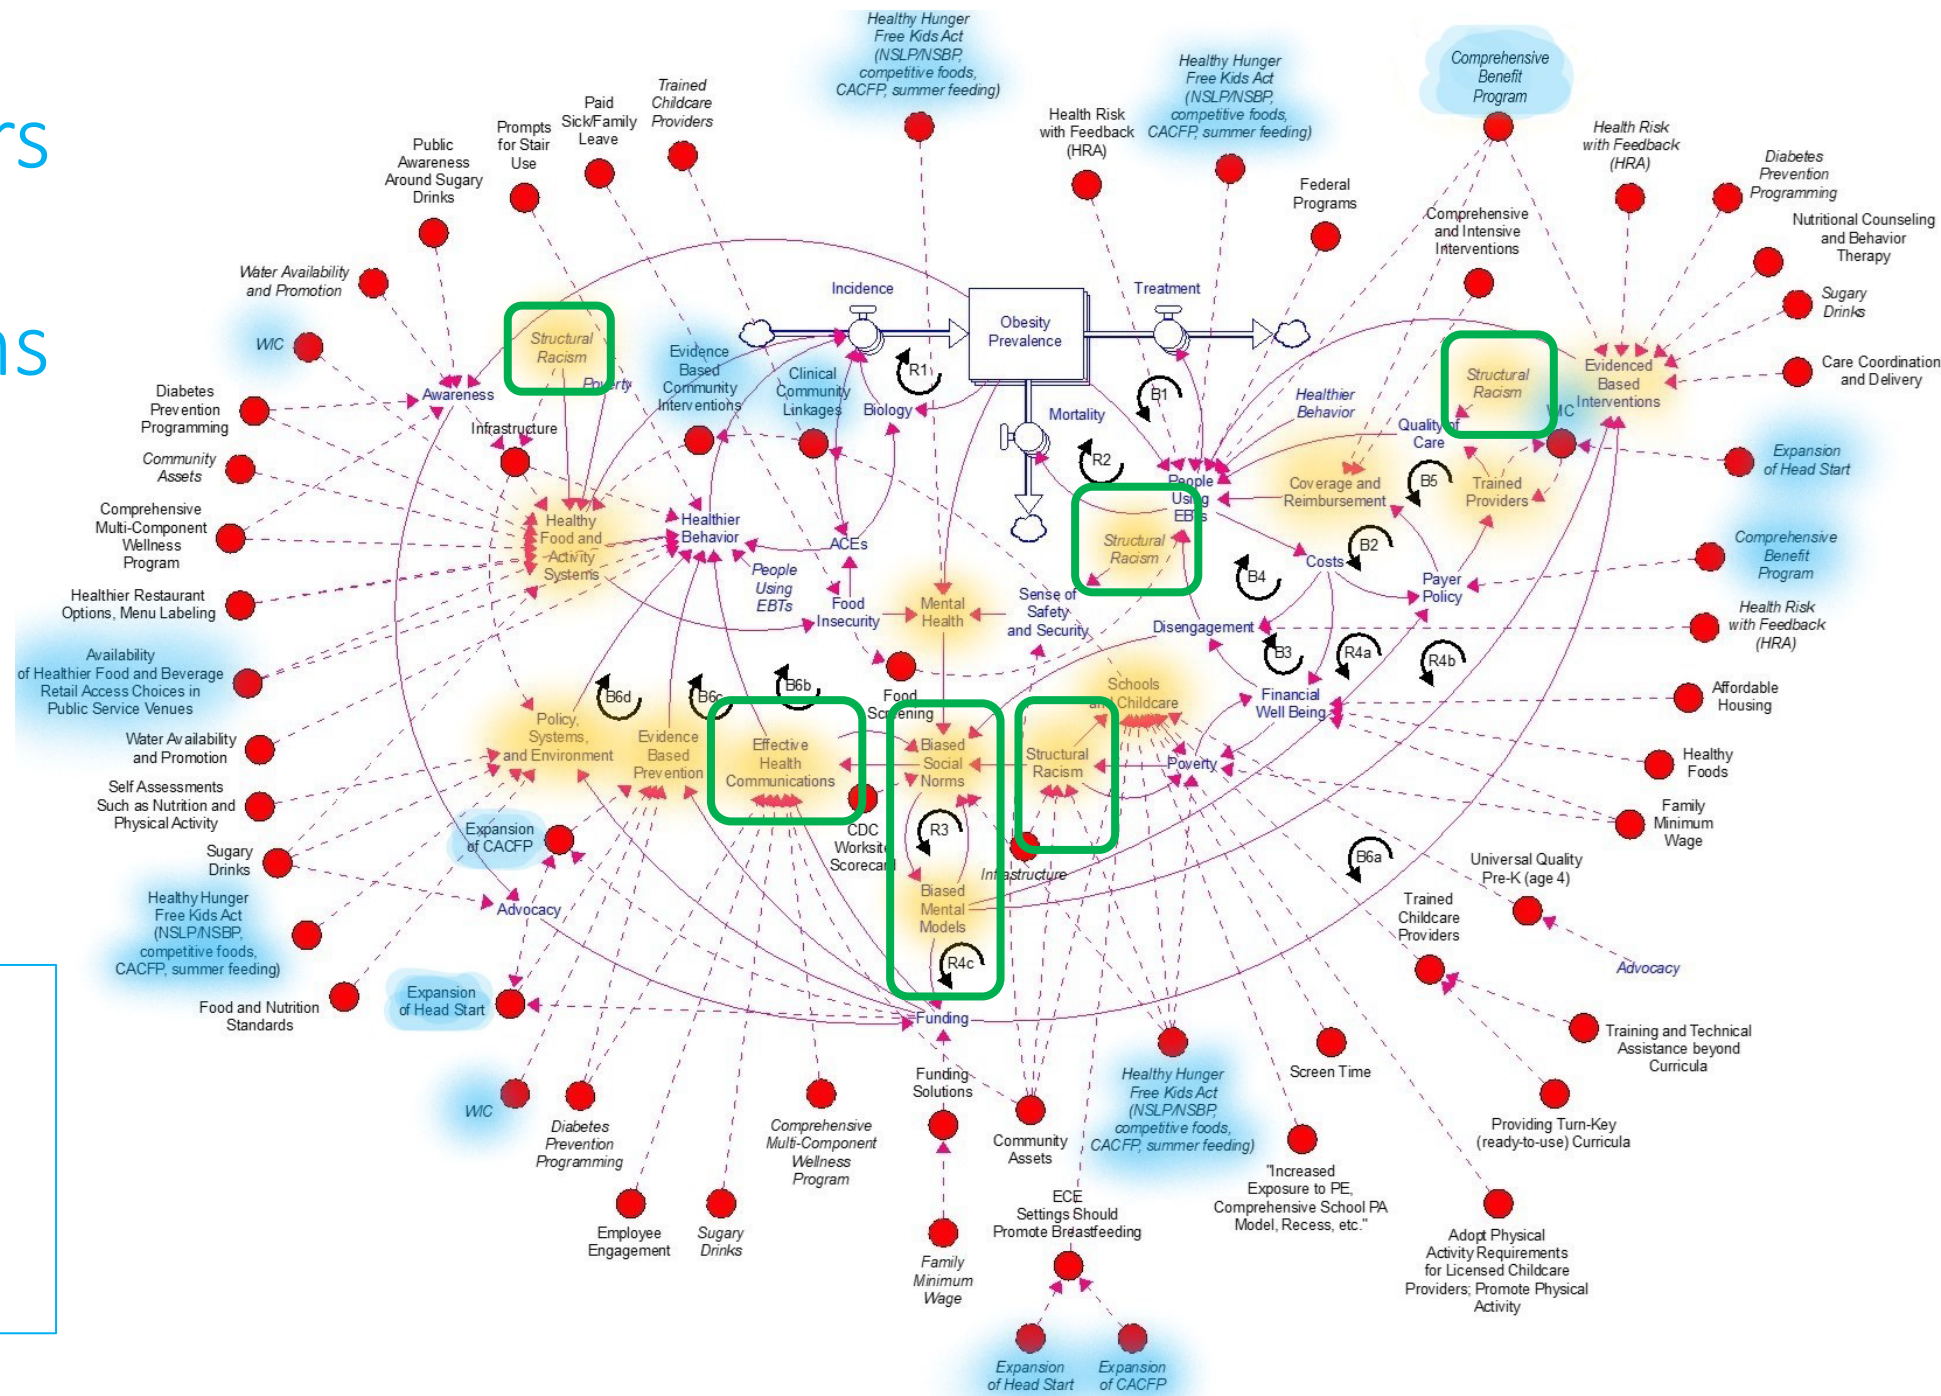 rs
ns
Healthy Hunger
Free Kids Act
(NSLP/NSBP,
competitive foods,
CACFP, summer feeding)
Healthy Hunger
Free Kids Act
(NSLP/NSBP,
competitive foods,
CACFP, summer feeding)
Comprehensive
Benefit
Program
Trained
Childcare
Providers
Paid
Sick/Family
Leave
Prompts
for Stair
Use
Public
Awareness
Around Sugary
Drinks
Health Risk
with Feedback
(HRA)
Federal
Programs
Health Risk
with Feedback
(HRA)
Diabetes
Prevention
Programming
Comprehensive
and Intensive
Interventions
Nutritional Counseling
and Behavior
Therapy
Water Availability
and Promotion
WIC
Incidence
Treatment
Obesity
Prevalence
Sugary
Drinks
Structural
Racism
Poverty
Evidence
Based
Community
Interventions
Clinical
Community
Linkages
R1
Biology
Mortality
B1
Healthier
Behavior
Structural
Racism
Evidenced
Based
Interventions
Care Coordination
and Delivery
Diabetes
Prevention
Programming
Awareness
Infrastructure
Quality of
Care
WIC
Expansion
of Head Start
Community
Assets
R2
People
Using
EBTs
Coverage and
Reimbursement
B5
Trained
Providers
Comprehensive
Multi-Component
Wellness
Program
Healthy
Food and
Activity
Systems
Healthier
Behavior
ACEs
People
Using
EBTs
Structural
Racism
Costs
B2
B4
Payer
Policy
Comprehensive
Benefit
Program
Healthier Restaurant
Options, Menu Labeling
Food
Insecurity
Mental
Health
Sense of
Safety
and Security
Disengagement
Health Risk
with Feedback
(HRA)
Availability
of Healthier Food and Beverage
Retail Access Choices in
Public Service Venues
B6d
B6c
B6b
Food
Screening
Schools
and Childcare
B3
R4a
R4b
Financial
Well Being
Affordable
Housing
Water Availability
and Promotion
Policy,
Systems,
and Environment
Evidence
Based
Prevention
Effective
Health
Communications
Biased
Social
Norms
Structural
Racism
Poverty
Healthy
Foods
Self Assessments
Such as Nutrition and
Physical Activity
Expansion
of CACFP
CDC
Worksite
Scorecard
R3
Infrastructure
Family
Minimum
Wage
Sugary
Drinks
B6a
Universal Quality
Pre-K (age 4)
Healthy Hunger
Free Kids Act
(NSLP/NSBP,
competitive foods,
CACFP, summer feeding)
Advocacy
Biased
Mental
Models
Trained
Childcare
Providers
R4c
Advocacy
Food and Nutrition
Standards
Expansion
of Head Start
Funding
Training and Technical
Assistance beyond
Curricula
WIC
Diabetes
Prevention
Programming
Comprehensive
Multi-Component
Wellness
Program
Funding
Solutions
Community
Assets
Healthy Hunger
Free Kids Act
(NSLP/NSBP,
competitive foods,
CACFP, summer feeding)
Screen Time
Providing Turn-Key
(ready-to-use) Curricula
Employee
Engagement
Sugary
Drinks
Family
Minimum
Wage
ECE
Settings Should
Promote Breastfeeding
"Increased
Exposure to PE,
Comprehensive School PA
Model, Recess, etc."
Adopt Physical
Activity Requirements
for Licensed Childcare
Providers; Promote Physical
Activity
Expansion
of Head Start
Expansion
of CACFP